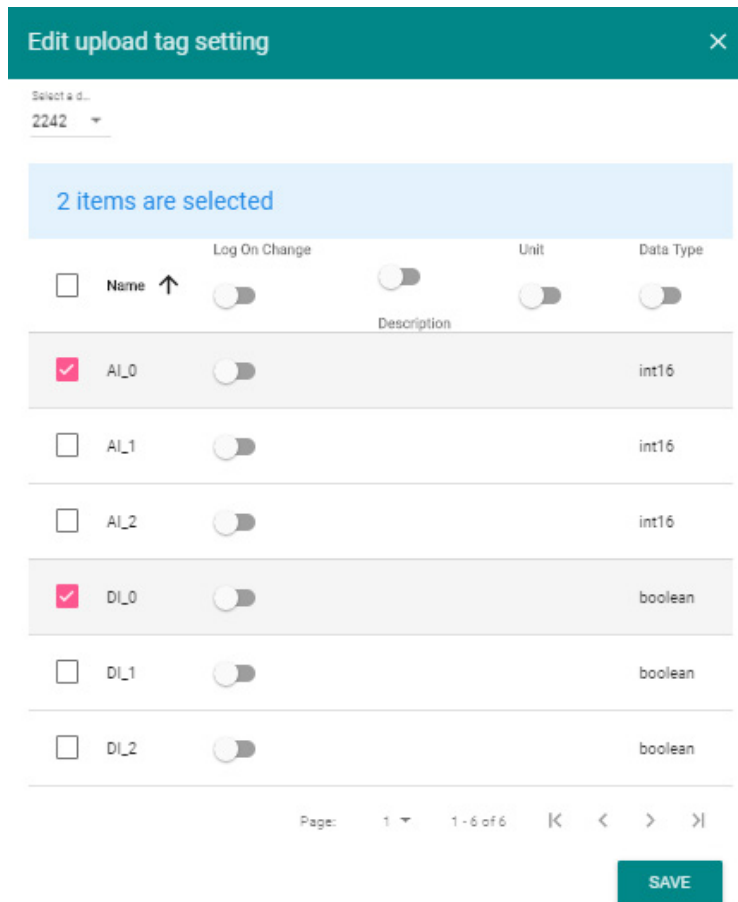 Edit upload tag setting
Select a d...
2242
2 items are selected
Name Log On Change Description Unit Data Type
AI_0 int16
AI_1 int16
AI_2 int16
DI_0 boolean
DI_1 boolean
DI_2 boolean
Page: 1 1 - 6 of 6
SAVE